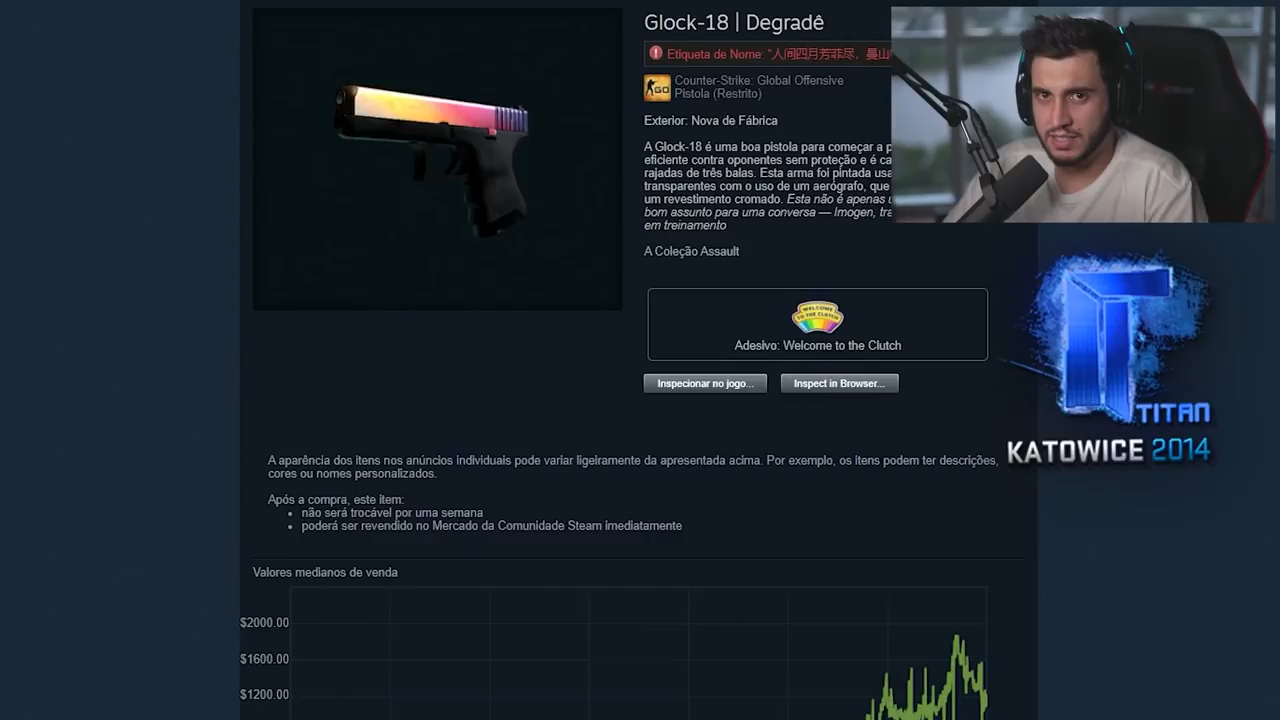 Glock-18 | Degradê
Etiqueta de Nome: "人间四月芳菲尽，曼山
GO
Counter-Strike: Global Offensive
Pistola (Restrito)
Exterior: Nova de Fábrica
A Glock-18 é uma boa pistola para começar a p
eficiente contra oponentes sem proteção e é ca
rajadas de três balas. Esta arma foi pintada usa
transparentes com o uso de um aerógrafo, que
um revestimento cromado. Esta não é apenas u
bom assunto para uma conversa — Imogen, tra
em treinamento
A Coleção Assault
WELCOME
TO THE CLUTCH
Adesivo: Welcome to the Clutch
Inspecionar no jogo...
Inspect in Browser...
TITAN
KATOWICE 2014
A aparência dos itens nos anúncios individuais pode variar ligeiramente da apresentada acima. Por exemplo, os itens podem ter descrições,
cores ou nomes personalizados.
Após a compra, este item:
não será trocável por uma semana
poderá ser revendido no Mercado da Comunidade Steam imediatamente
Valores medianos de venda
$2000.00
$1600.00
$1200.00